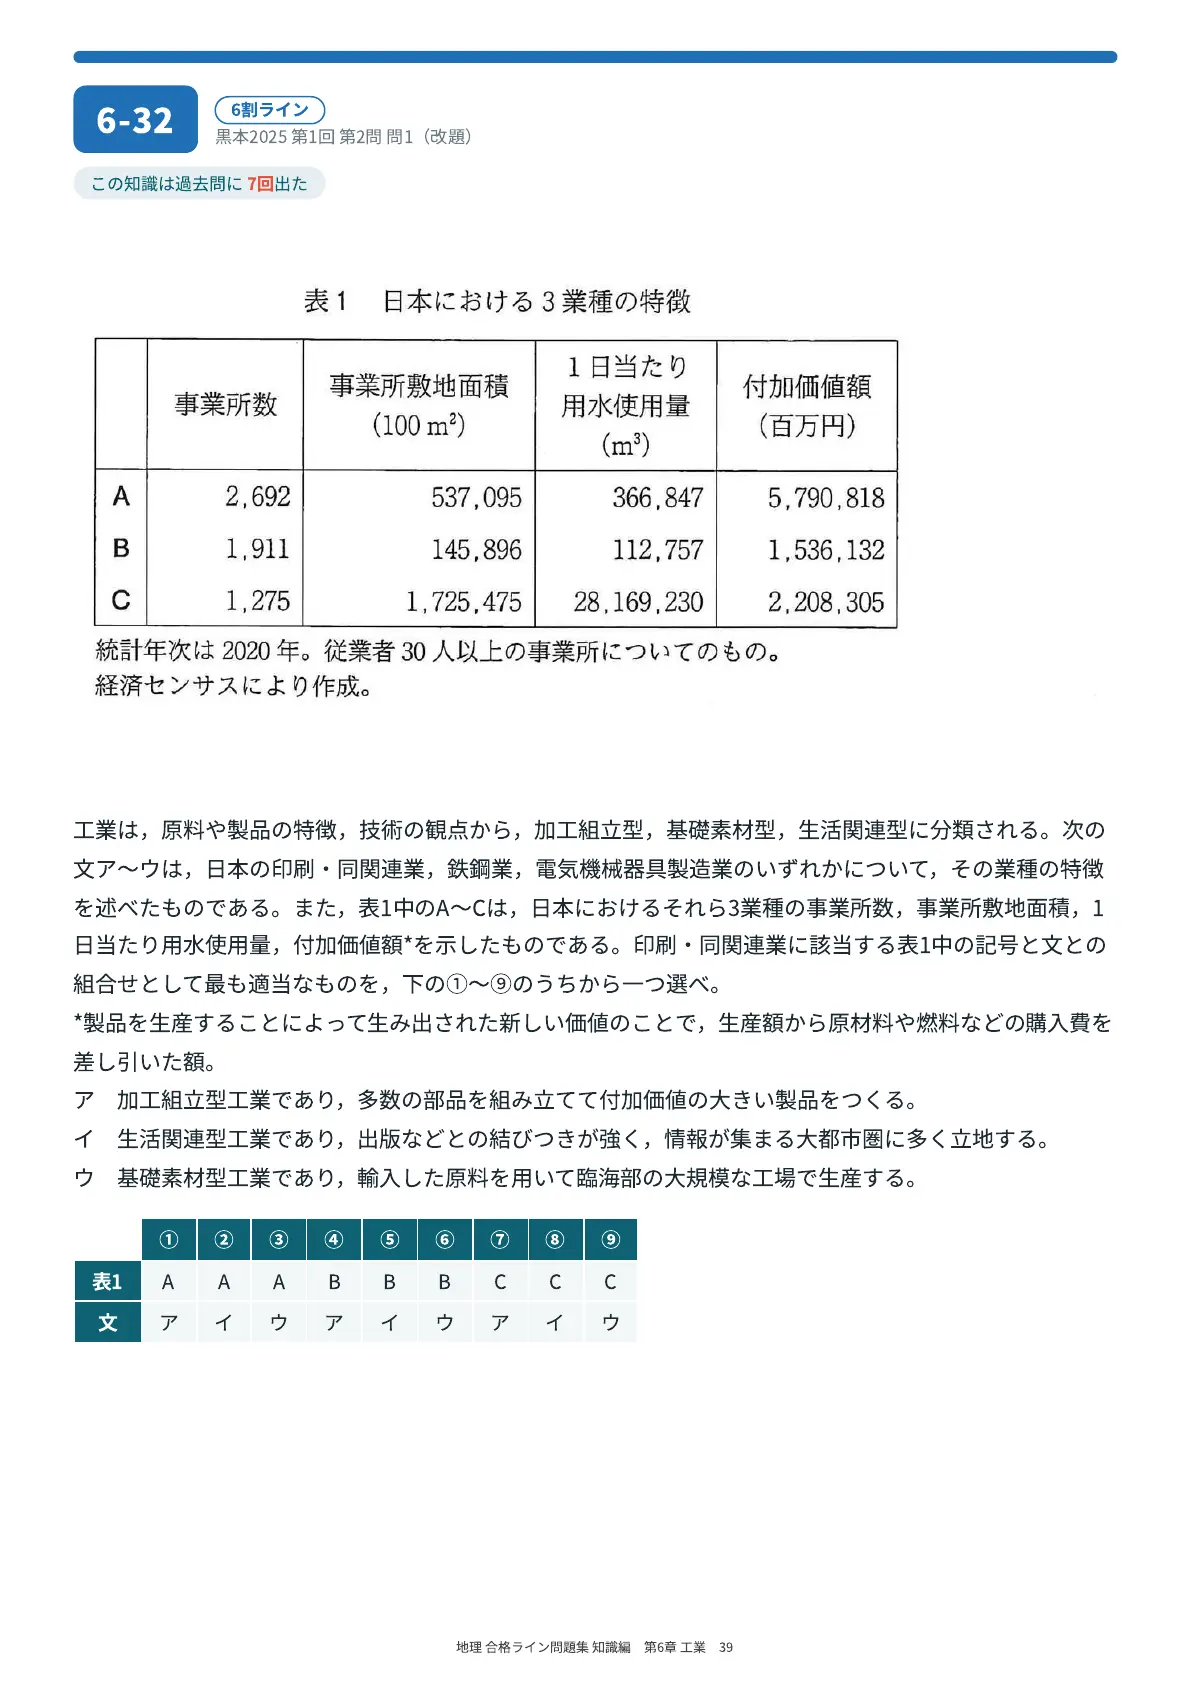 6-32
6割ライン
黒本2025 第1回 第2問 問1（改題）
この知識は過去問に 7回出た
表1　日本における3業種の特徴
事業所数　事業所敷地面積（100 m²）　1日当たり用水使用量（m³）　付加価値額（百万円）
A　2,692　537,095　366,847　5,790,818
B　1,911　145,896　112,757　1,536,132
C　1,275　1,725,475　28,169,230　2,208,305
統計年次は2020年。従業者30人以上の事業所についてのもの。
経済センサスにより作成。
工業は，原料や製品の特徴，技術の観点から，加工組立型，基礎素材型，生活関連型に分類される。次の
文ア～ウは，日本の印刷・同関連業，鉄鋼業，電気機械器具製造業のいずれかについて，その業種の特徴
を述べたものである。また，表1中のA～Cは，日本におけるそれら3業種の事業所数，事業所敷地面積，1
日当たり用水使用量，付加価値額*を示したものである。印刷・同関連業に該当する表1中の記号と文との
組合せとして最も適当なものを，下の①～⑨のうちから一つ選べ。
*製品を生産することによって生み出された新しい価値のことで，生産額から原材料や燃料などの購入費を
差し引いた額。
ア　加工組立型工業であり，多数の部品を組み立てて付加価値の大きい製品をつくる。
イ　生活関連型工業であり，出版などとの結びつきが強く，情報が集まる大都市圏に多く立地する。
ウ　基礎素材型工業であり，輸入した原料を用いて臨海部の大規模な工場で生産する。
①　②　③　④　⑤　⑥　⑦　⑧　⑨
表1　A　A　A　B　B　B　C　C　C
文　ア　イ　ウ　ア　イ　ウ　ア　イ　ウ
地理 合格ライン問題集 知識編　第6章 工業　39